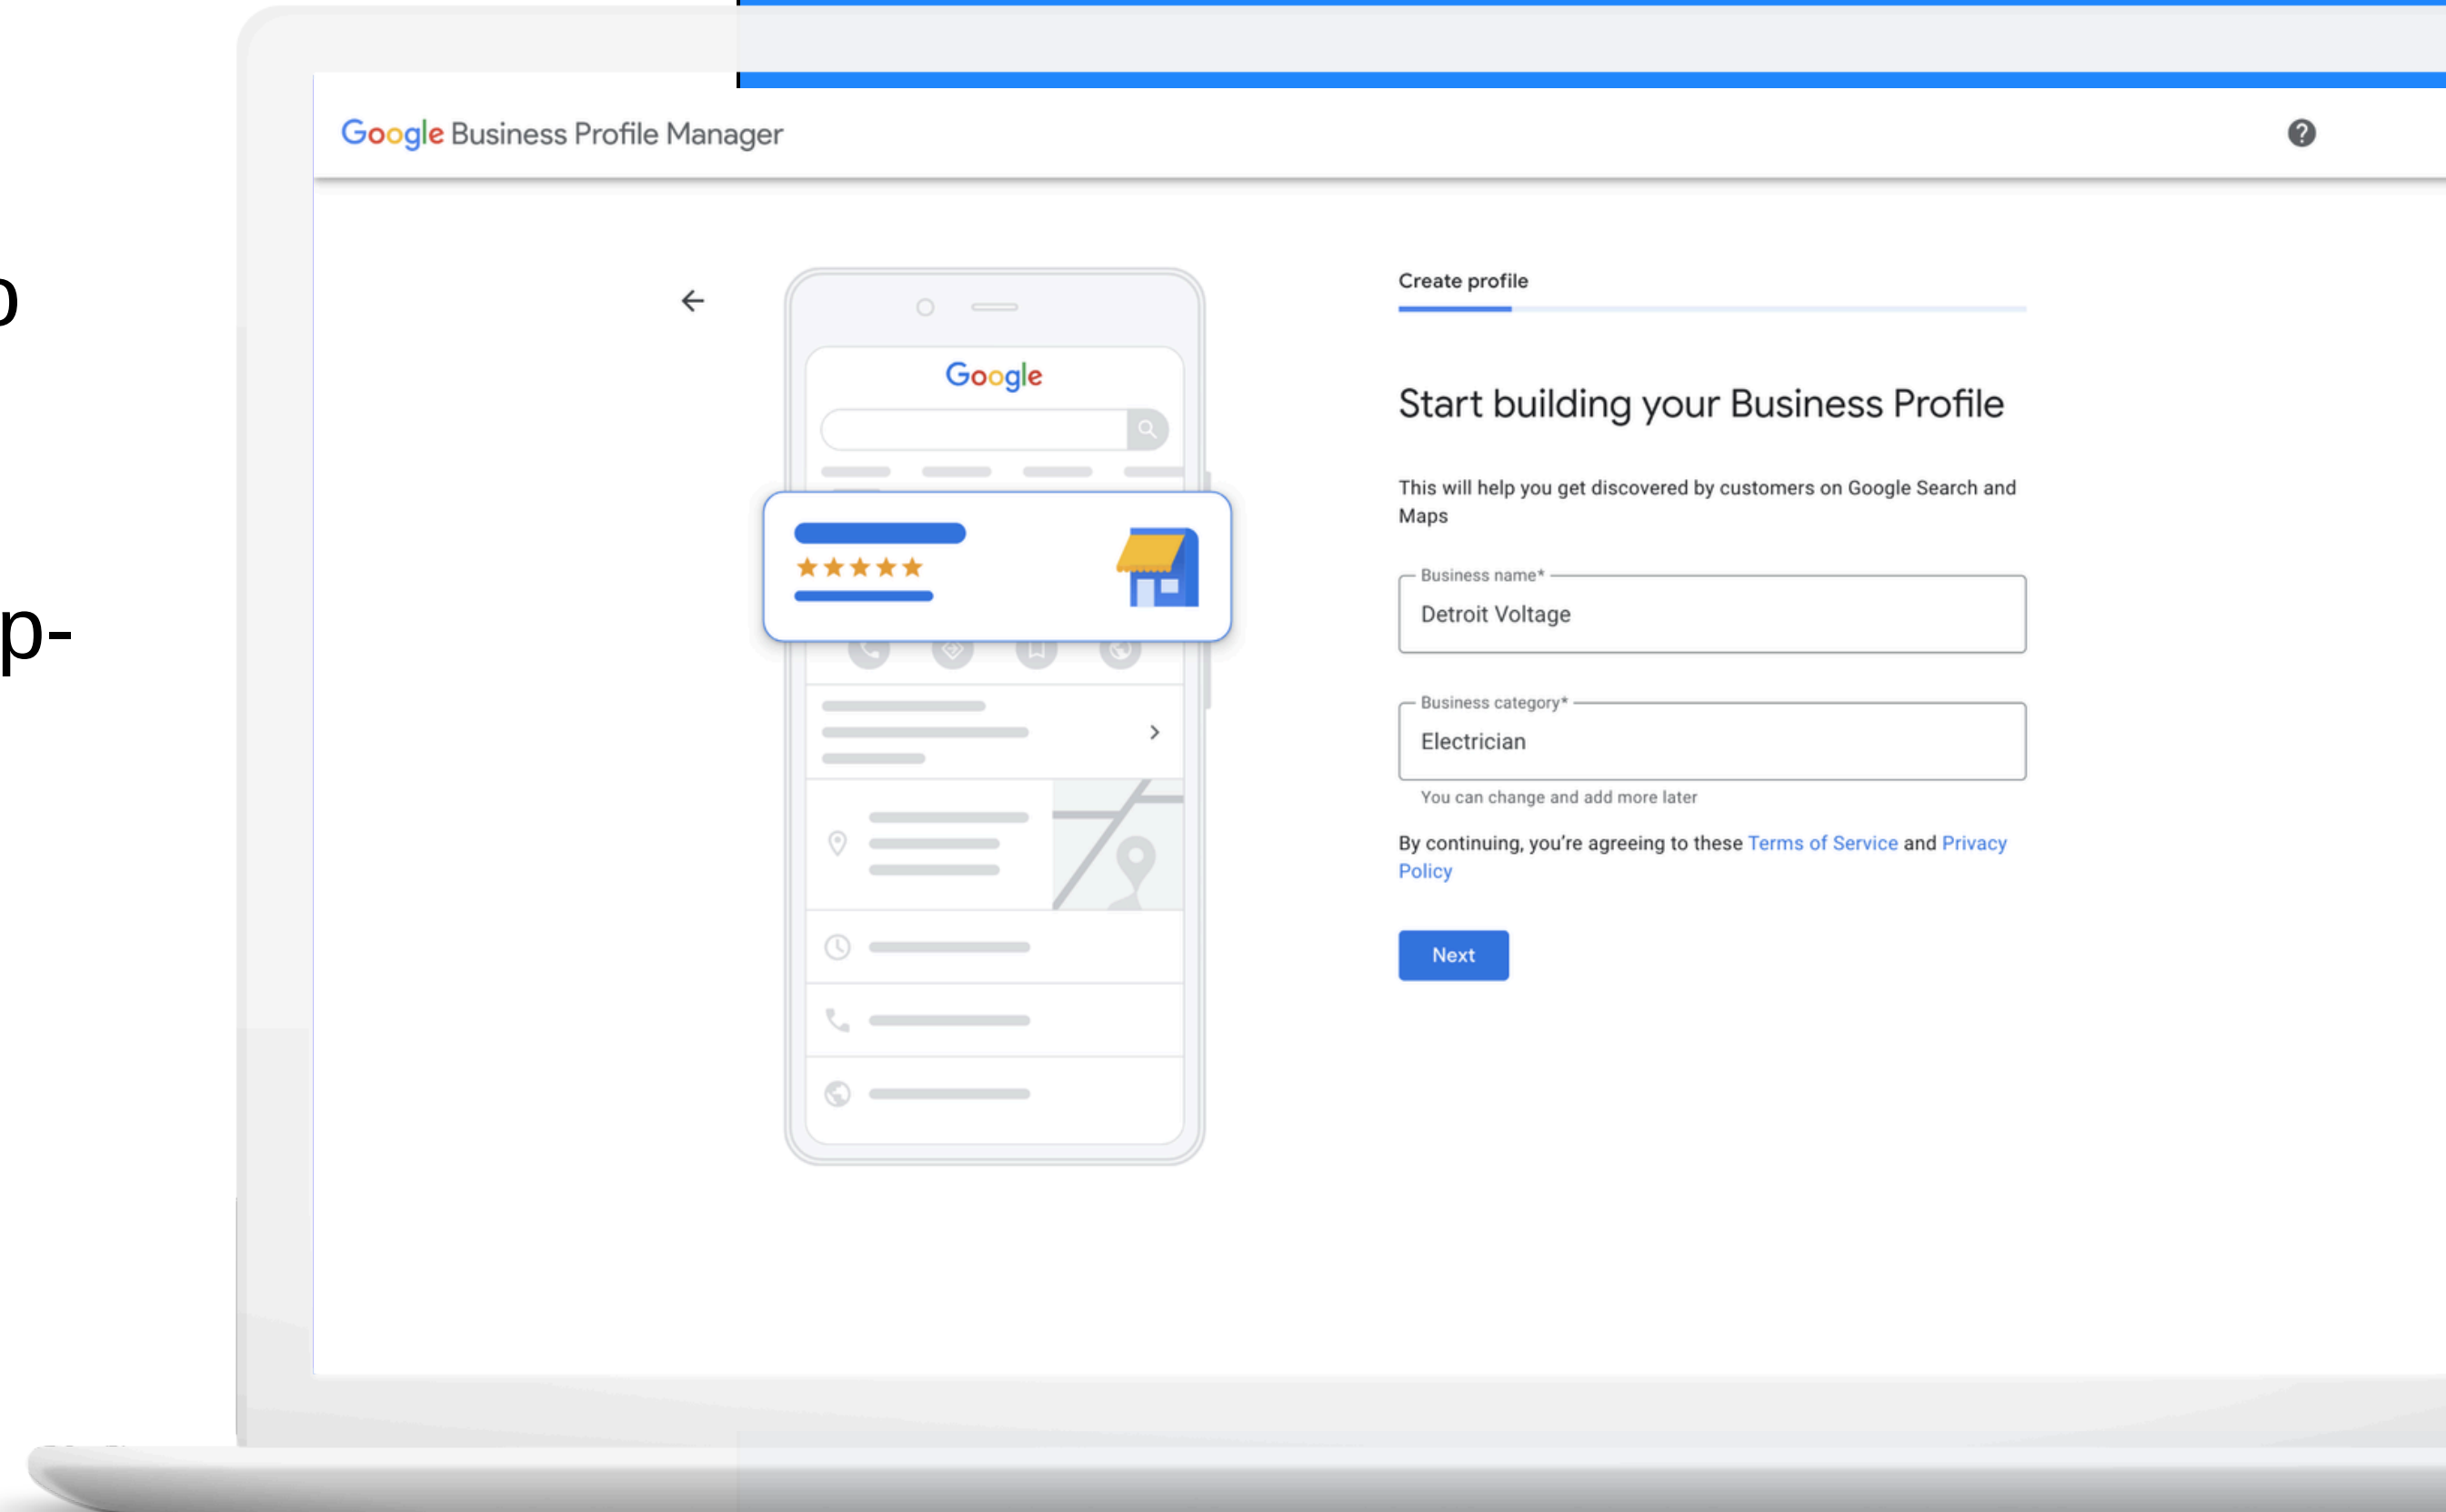 Google Business Profile Manager
p-
Google
Create profile
Start building your Business Profile
This will help you get discovered by customers on Google Search and
Maps
Business name*
Detroit Voltage
Business category*
Electrician
You can change and add more later
By continuing, you're agreeing to these Terms of Service and Privacy
Policy
Next